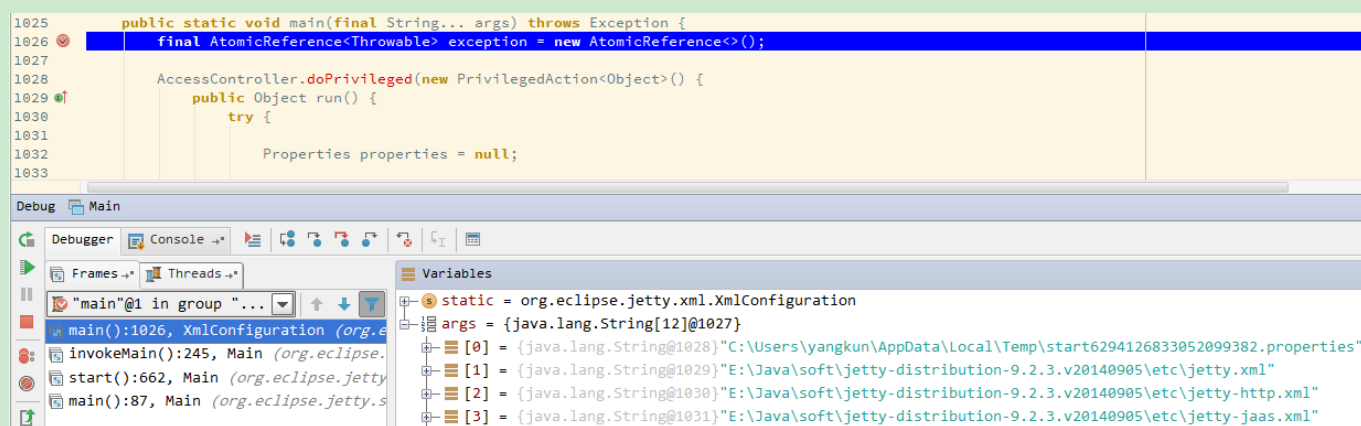 1025 public static void main(final String... args) throws Exception {
1026 final AtomicReference<Throwable> exception = new AtomicReference<>();
1027
1028 AccessController.doPrivileged(new PrivilegedAction<Object>() {
1029 public Object run() {
1030 try {
1031
1032 Properties properties = null;
1033
Debug Main
Debugger Console
Frames Threads
Variables
"main"@1 in group "...
static = org.eclipse.jetty.xml.XmlConfiguration
main():1026, XmlConfiguration (org.e
args = {java.lang.String[12]@1027}
invokeMain():245, Main (org.eclipse.
[0] = {java.lang.String@1028}"C:\Users\yangkun\AppData\Local\Temp\start6294126833052099382.properties"
start():662, Main (org.eclipse.jetty
[1] = {java.lang.String@1029}"E:\Java\soft\jetty-distribution-9.2.3.v20140905\etc\jetty.xml"
main():87, Main (org.eclipse.jetty.s
[2] = {java.lang.String@1030}"E:\Java\soft\jetty-distribution-9.2.3.v20140905\etc\jetty-http.xml"
[3] = {java.lang.String@1031}"E:\Java\soft\jetty-distribution-9.2.3.v20140905\etc\jetty-jaas.xml"